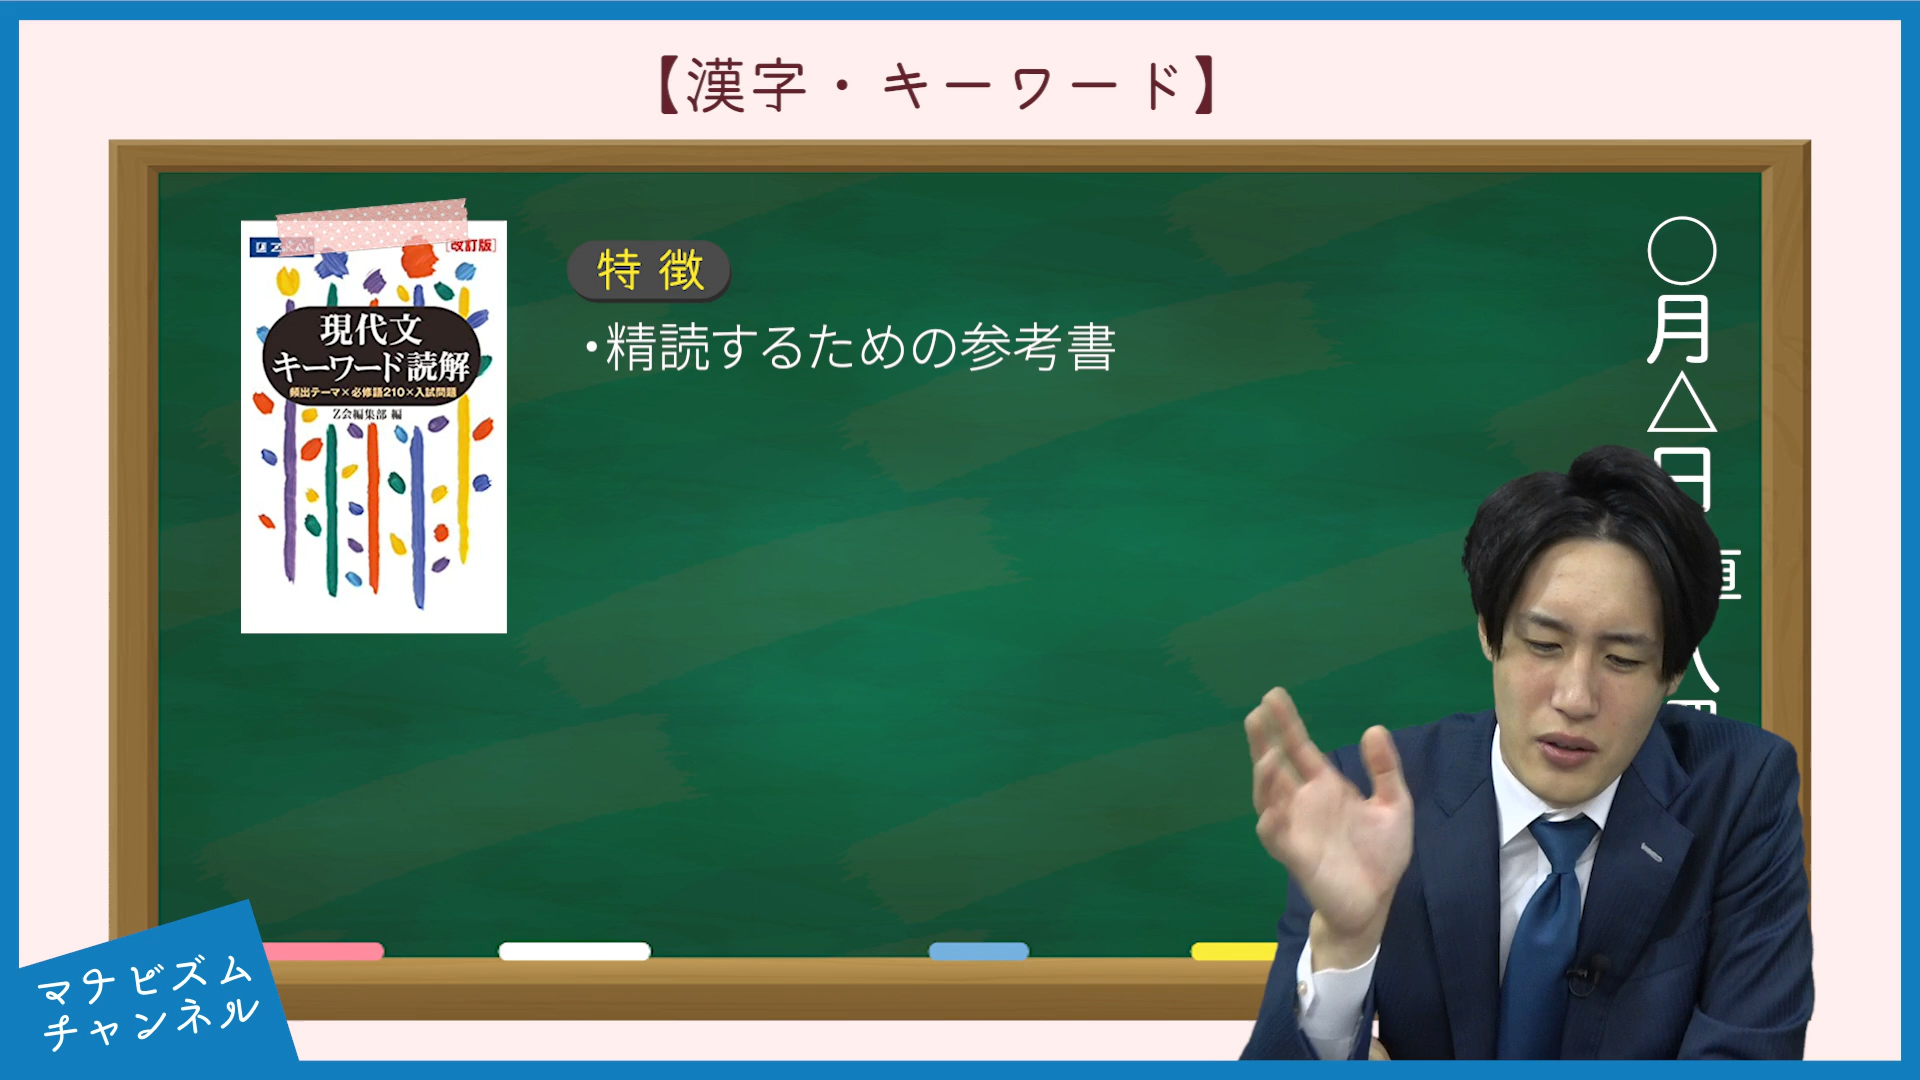 【漢字・キーワード】
特徴
・精読するための参考書
改訂版
現代文
キーワード読解
頻出テーマ×必修語210×入試問題
Z会編集部 編
○月△日
マナビズム
チャンネル